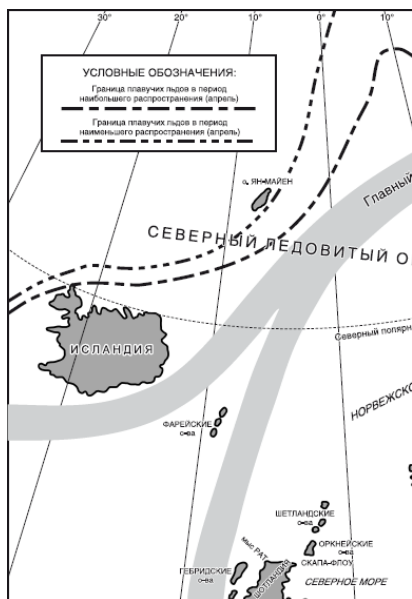 30°
20°
10°
0°
10°
УСЛОВНЫЕ ОБОЗНАЧЕНИЯ:
Граница плавучих льдов в период
наибольшего распространения (апрель)
Граница плавучих льдов в период
наименьшего распространения (апрель)
о. ЯН-МАЙЕН
Главный
СЕВЕРНЫЙ ЛЕДОВИТЫЙ О
Северный поляр
ИСЛАНДИЯ
НОРВЕЖСКО
ФАРЕЙСКИЕ
о-ва
ШЕТЛАНДСКИЕ
о-ва
ОРКНЕЙСКИЕ
о-ва
мыс РАТ
СКАПА-ФЛОУ
ГЕБРИДСКИЕ
о-ва
ШОТЛАНДИЯ
СЕВЕРНОЕ МОРЕ